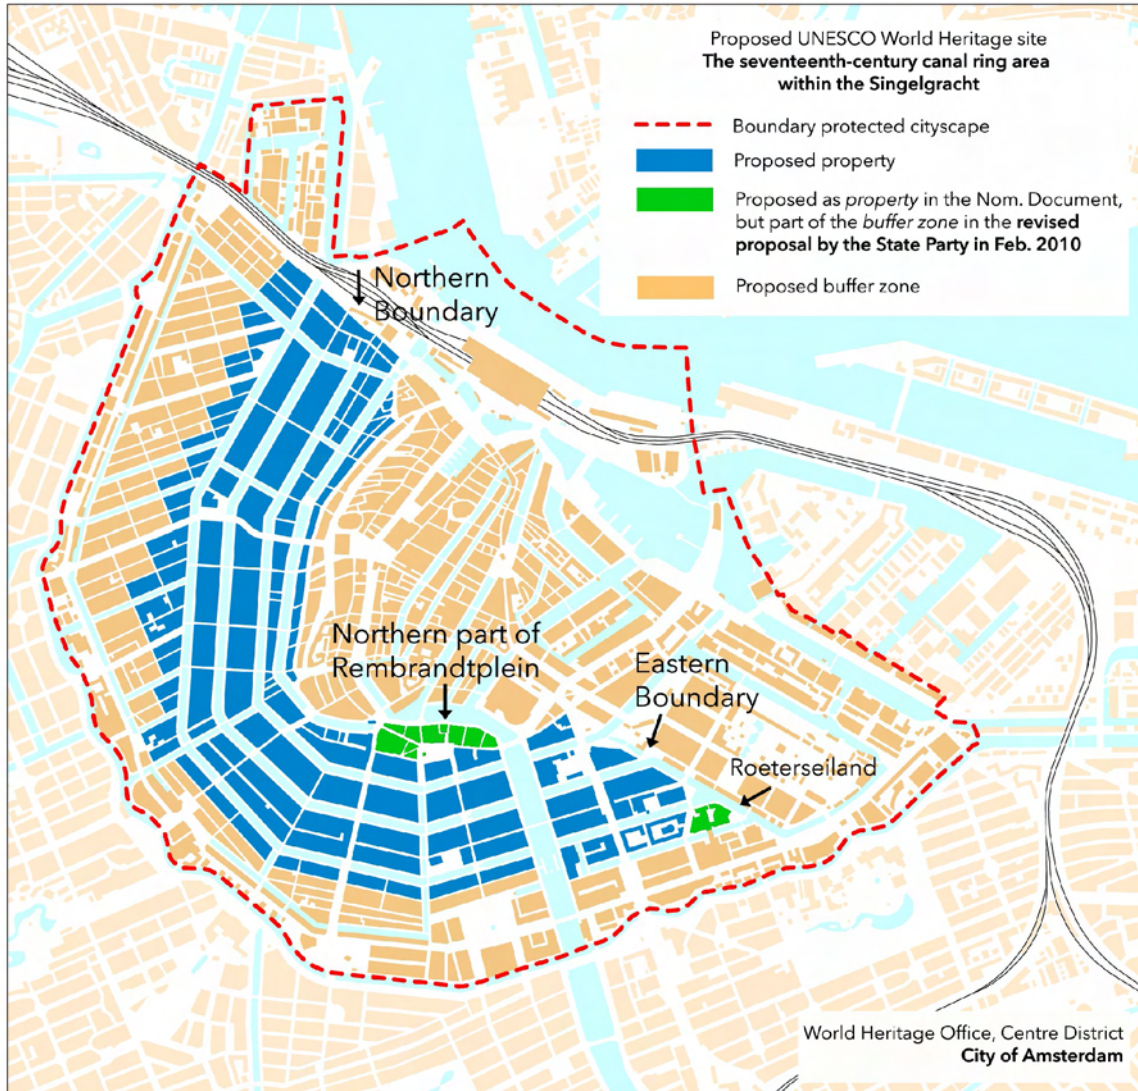 Proposed UNESCO World Heritage site
The seventeenth-century canal ring area
within the Singelgracht
Boundary protected cityscape
Proposed property
Proposed as property in the Nom. Document,
but part of the buffer zone in the revised
proposal by the State Party in Feb. 2010
Proposed buffer zone
Northern
Boundary
Northern part of
Rembrandtplein
Eastern
Boundary
Roeterseiland
World Heritage Office, Centre District
City of Amsterdam